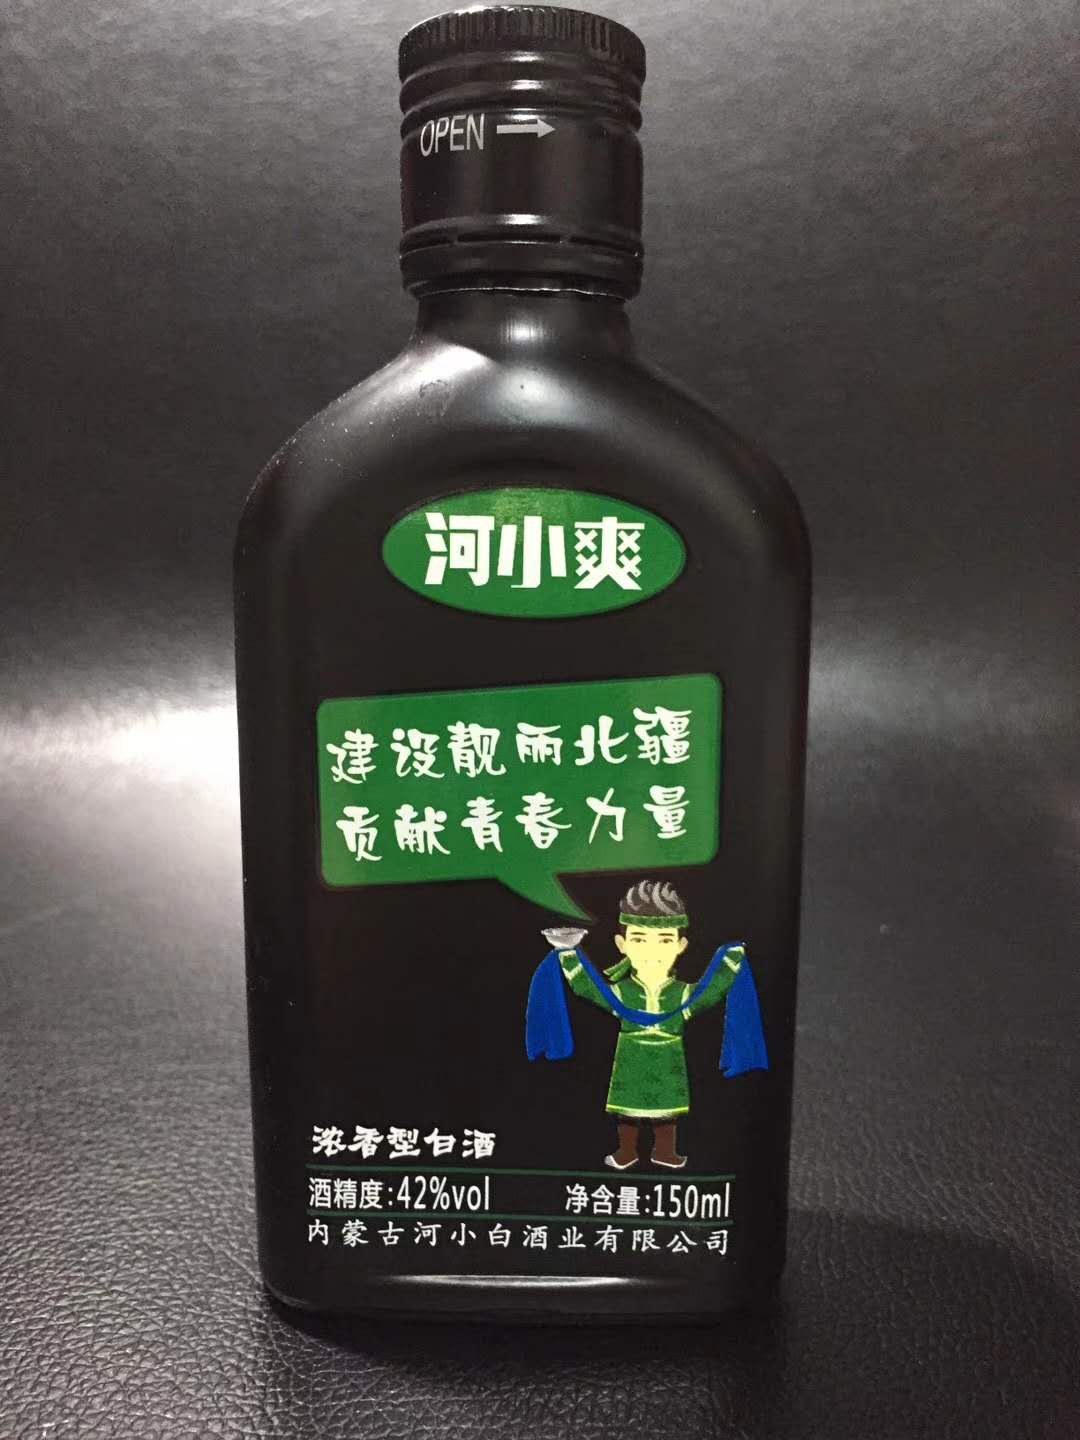 OPEN
河小爽
建设靓丽北疆
贡献青春力量
浓香型白酒
酒精度:42%vol 净含量:150ml
内蒙古河小白酒业有限公司